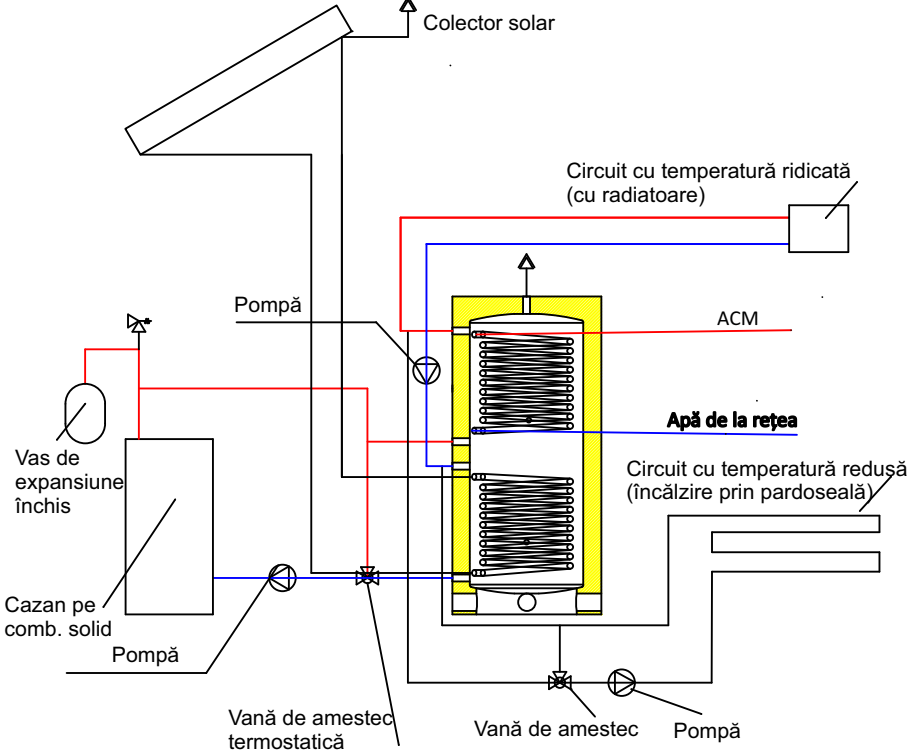 Colector solar
Circuit cu temperatură ridicată
(cu radiatoare)
Pompă
ACM
Apă de la rețea
Vas de
expansiune
închis
Circuit cu temperatură redușă
(încălzire prin pardoseală)
Cazan pe
comb. solid
Pompă
Vană de amestec
termostatică
Vană de amestec
Pompă